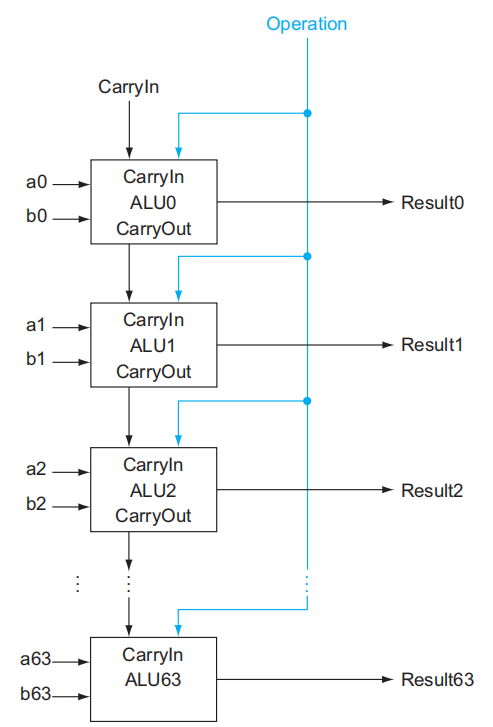 Operation
CarryIn
a0
b0
CarryIn
ALU0
CarryOut
Result0
a1
b1
CarryIn
ALU1
CarryOut
Result1
a2
b2
CarryIn
ALU2
CarryOut
Result2
a63
b63
CarryIn
ALU63
Result63